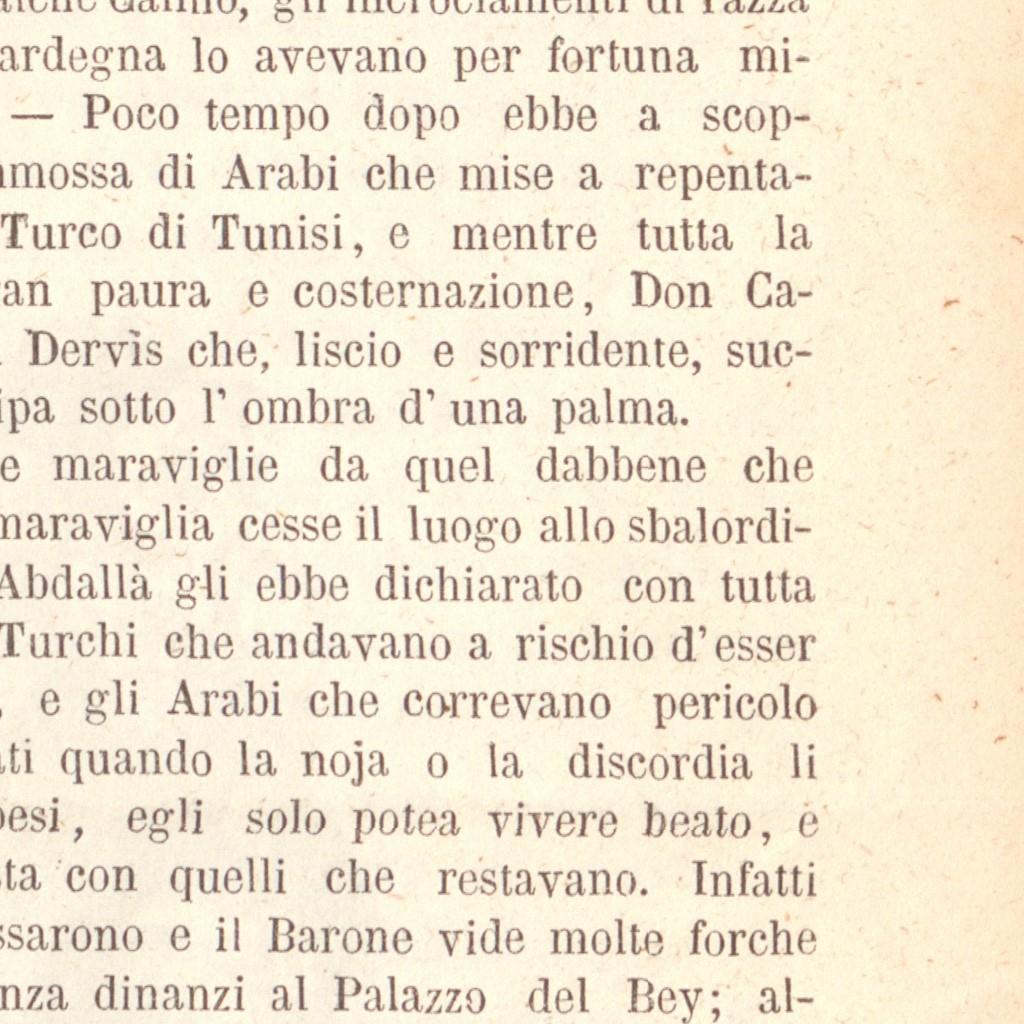 gli incrociamenti di razza
ardegna lo avevano per fortuna mi-
— Poco tempo dopo ebbe a scop-
mossa di Arabi che mise a repenta-
Turco di Tunisi, e mentre tutta la
an paura e costernazione, Don Ca-
Dervìs che, liscio e sorridente, suc-
ipa sotto l' ombra d' una palma.
e maraviglie da quel dabbene che
maraviglia cesse il luogo allo sbalordi-
Abdallà gli ebbe dichiarato con tutta
Turchi che andavano a rischio d'esser
, e gli Arabi che correvano pericolo
ti quando la noja o la discordia li
esi, egli solo potea vivere beato, e
ta con quelli che restavano. Infatti
ssarono e il Barone vide molte forche
nza dinanzi al Palazzo del Bey; al-